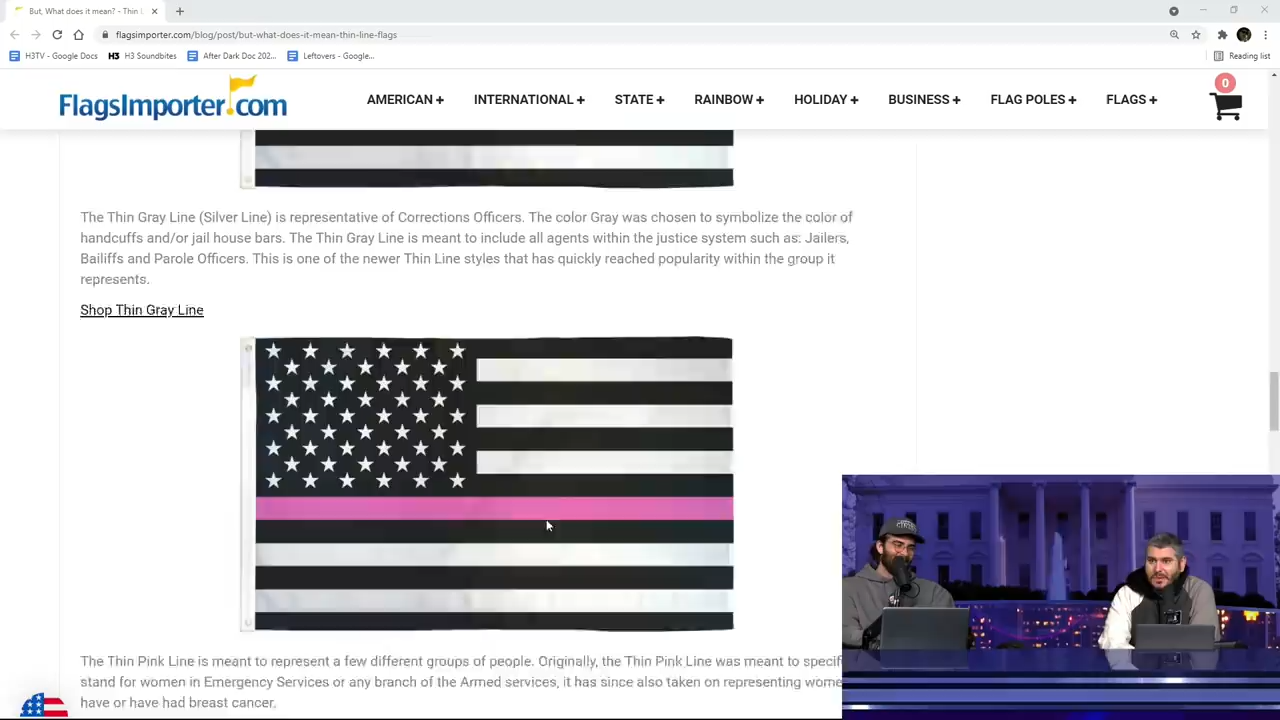 But, What does it mean? - Thin L
flagsimporter.com/blog/post/but-what-does-it-mean-thin-line-flags
H3TV - Google Docs
H3 H3 Soundbites
After Dark Doc 202...
Leftovers - Google...
Reading list
FlagsImporter.com
AMERICAN +
INTERNATIONAL +
STATE +
RAINBOW +
HOLIDAY +
BUSINESS +
FLAG POLES +
FLAGS +
0
The Thin Gray Line (Silver Line) is representative of Corrections Officers. The color Gray was chosen to symbolize the color of
handcuffs and/or jail house bars. The Thin Gray Line is meant to include all agents within the justice system such as: Jailers,
Bailiffs and Parole Officers. This is one of the newer Thin Line styles that has quickly reached popularity within the group it
represents.
Shop Thin Gray Line
The Thin Pink Line is meant to represent a few different groups of people. Originally, the Thin Pink Line was meant to specif
stand for women in Emergency Services or any branch of the Armed services, it has since also taken on representing wome
have or have had breast cancer.